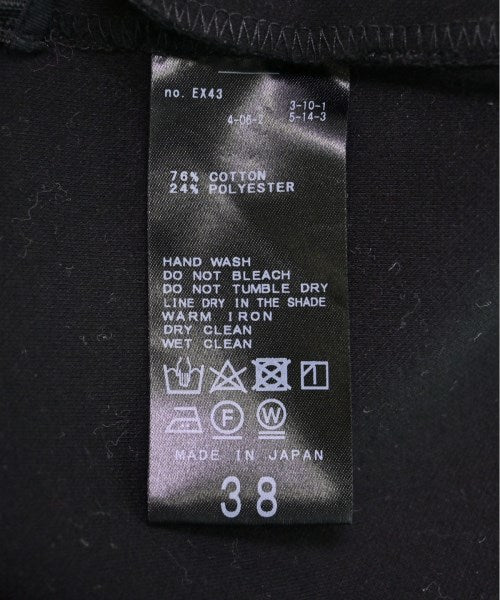 no. EX43
3-10-1
4-06-2 5-14-3
76% COTTON
24% POLYESTER
HAND WASH
DO NOT BLEACH
DO NOT TUMBLE DRY
LINE DRY IN THE SHADE
WARM IRON
DRY CLEAN
WET CLEAN
F W
MADE IN JAPAN
38